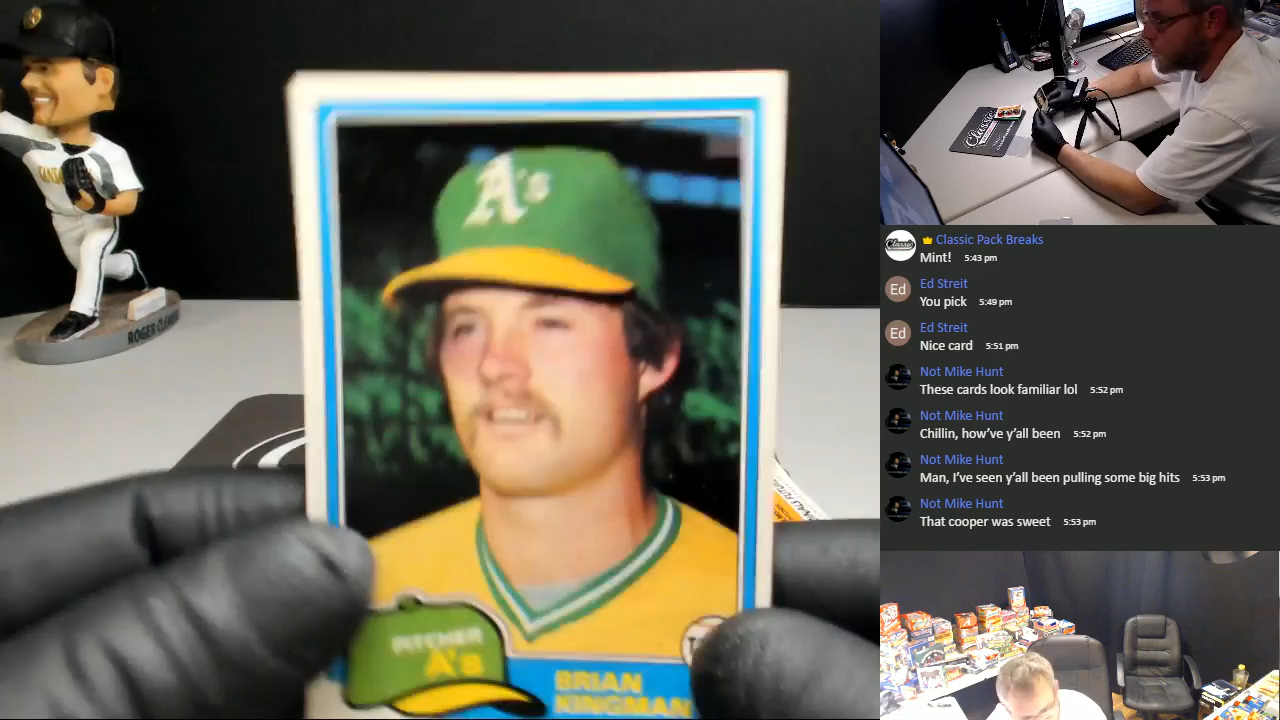 A's
PITCHER
A's
BRIAN
KINGMAN
ROGER CLEMENS
Classic
Classic Pack Breaks
Mint! 5:43 pm
Ed
Ed Streit
You pick 5:49 pm
Ed
Ed Streit
Nice card 5:51 pm
Not Mike Hunt
These cards look familiar lol 5:52 pm
Not Mike Hunt
Chillin, how've y'all been 5:52 pm
Not Mike Hunt
Man, I've seen y'all been pulling some big hits 5:53 pm
Not Mike Hunt
That cooper was sweet 5:53 pm